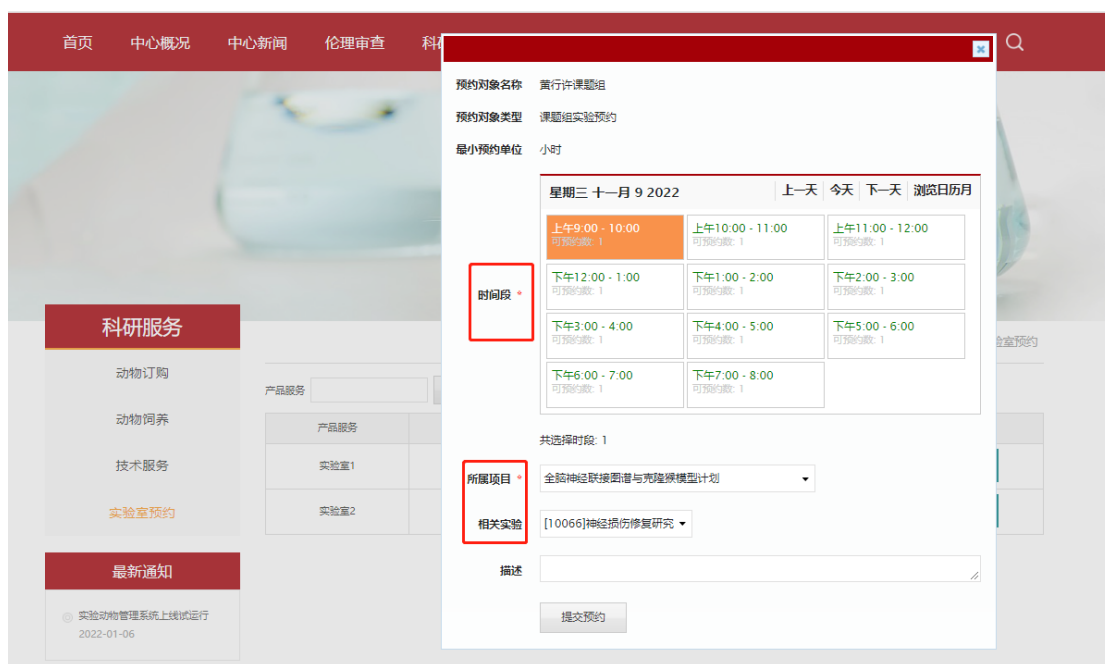 首页 中心概况 中心新闻 伦理审查
预约对象名称 黄行许课题组
预约对象类型 课题组实验预约
最小预约单位 小时
星期三 十一月 9 2022 上一天 今天 下一天 浏览日历月
时间段 *
上午9:00 - 10:00 上午10:00 - 11:00 上午11:00 - 12:00
可预约数: 1 可预约数: 1 可预约数: 1
下午12:00 - 1:00 下午1:00 - 2:00 下午2:00 - 3:00
可预约数: 1 可预约数: 1 可预约数: 1
下午3:00 - 4:00 下午4:00 - 5:00 下午5:00 - 6:00
可预约数: 1 可预约数: 1 可预约数: 1
下午6:00 - 7:00 下午7:00 - 8:00
可预约数: 1 可预约数: 1
共选择时段: 1
所属项目 * 全脑神经联接图谱与克隆猴模型计划
相关实验 [10066]神经损伤修复研究
描述
提交预约
科研服务
动物订购
动物饲养
技术服务
实验室预约
最新通知
实验动物管理系统上线试运行
2022-01-06
室预约
产品服务
产品服务
实验室1
实验室2